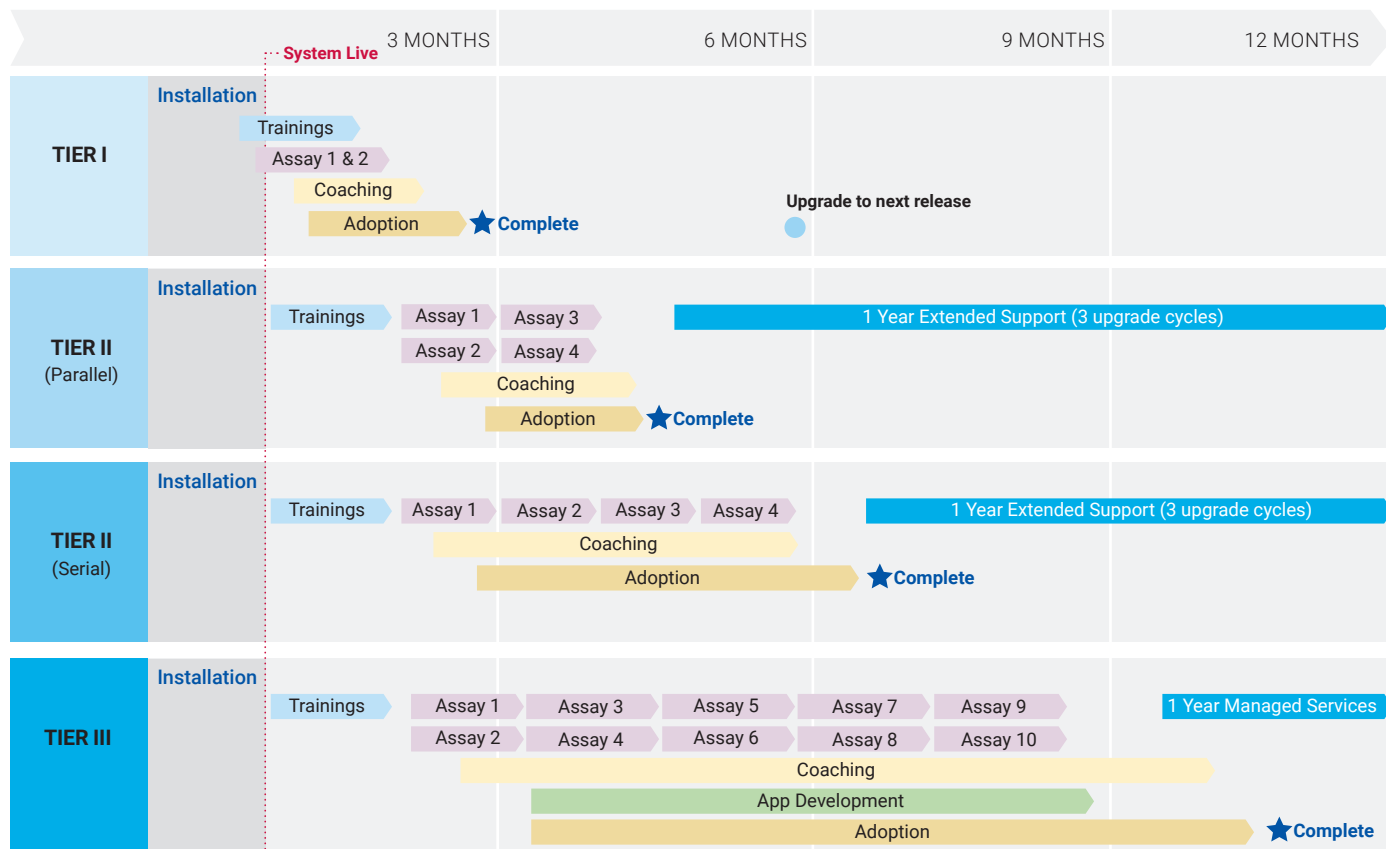 3 MONTHS
6 MONTHS
9 MONTHS
12 MONTHS
System Live
TIER I
Installation
Trainings
Assay 1 & 2
Coaching
Adoption
Complete
Upgrade to next release
TIER II
(Parallel)
Installation
Trainings
Assay 1
Assay 3
1 Year Extended Support (3 upgrade cycles)
Assay 2
Assay 4
Coaching
Adoption
Complete
TIER II
(Serial)
Installation
Trainings
Assay 1
Assay 2
Assay 3
Assay 4
1 Year Extended Support (3 upgrade cycles)
Coaching
Adoption
Complete
TIER III
Installation
Trainings
Assay 1
Assay 3
Assay 5
Assay 7
Assay 9
1 Year Managed Services
Assay 2
Assay 4
Assay 6
Assay 8
Assay 10
Coaching
App Development
Adoption
Complete